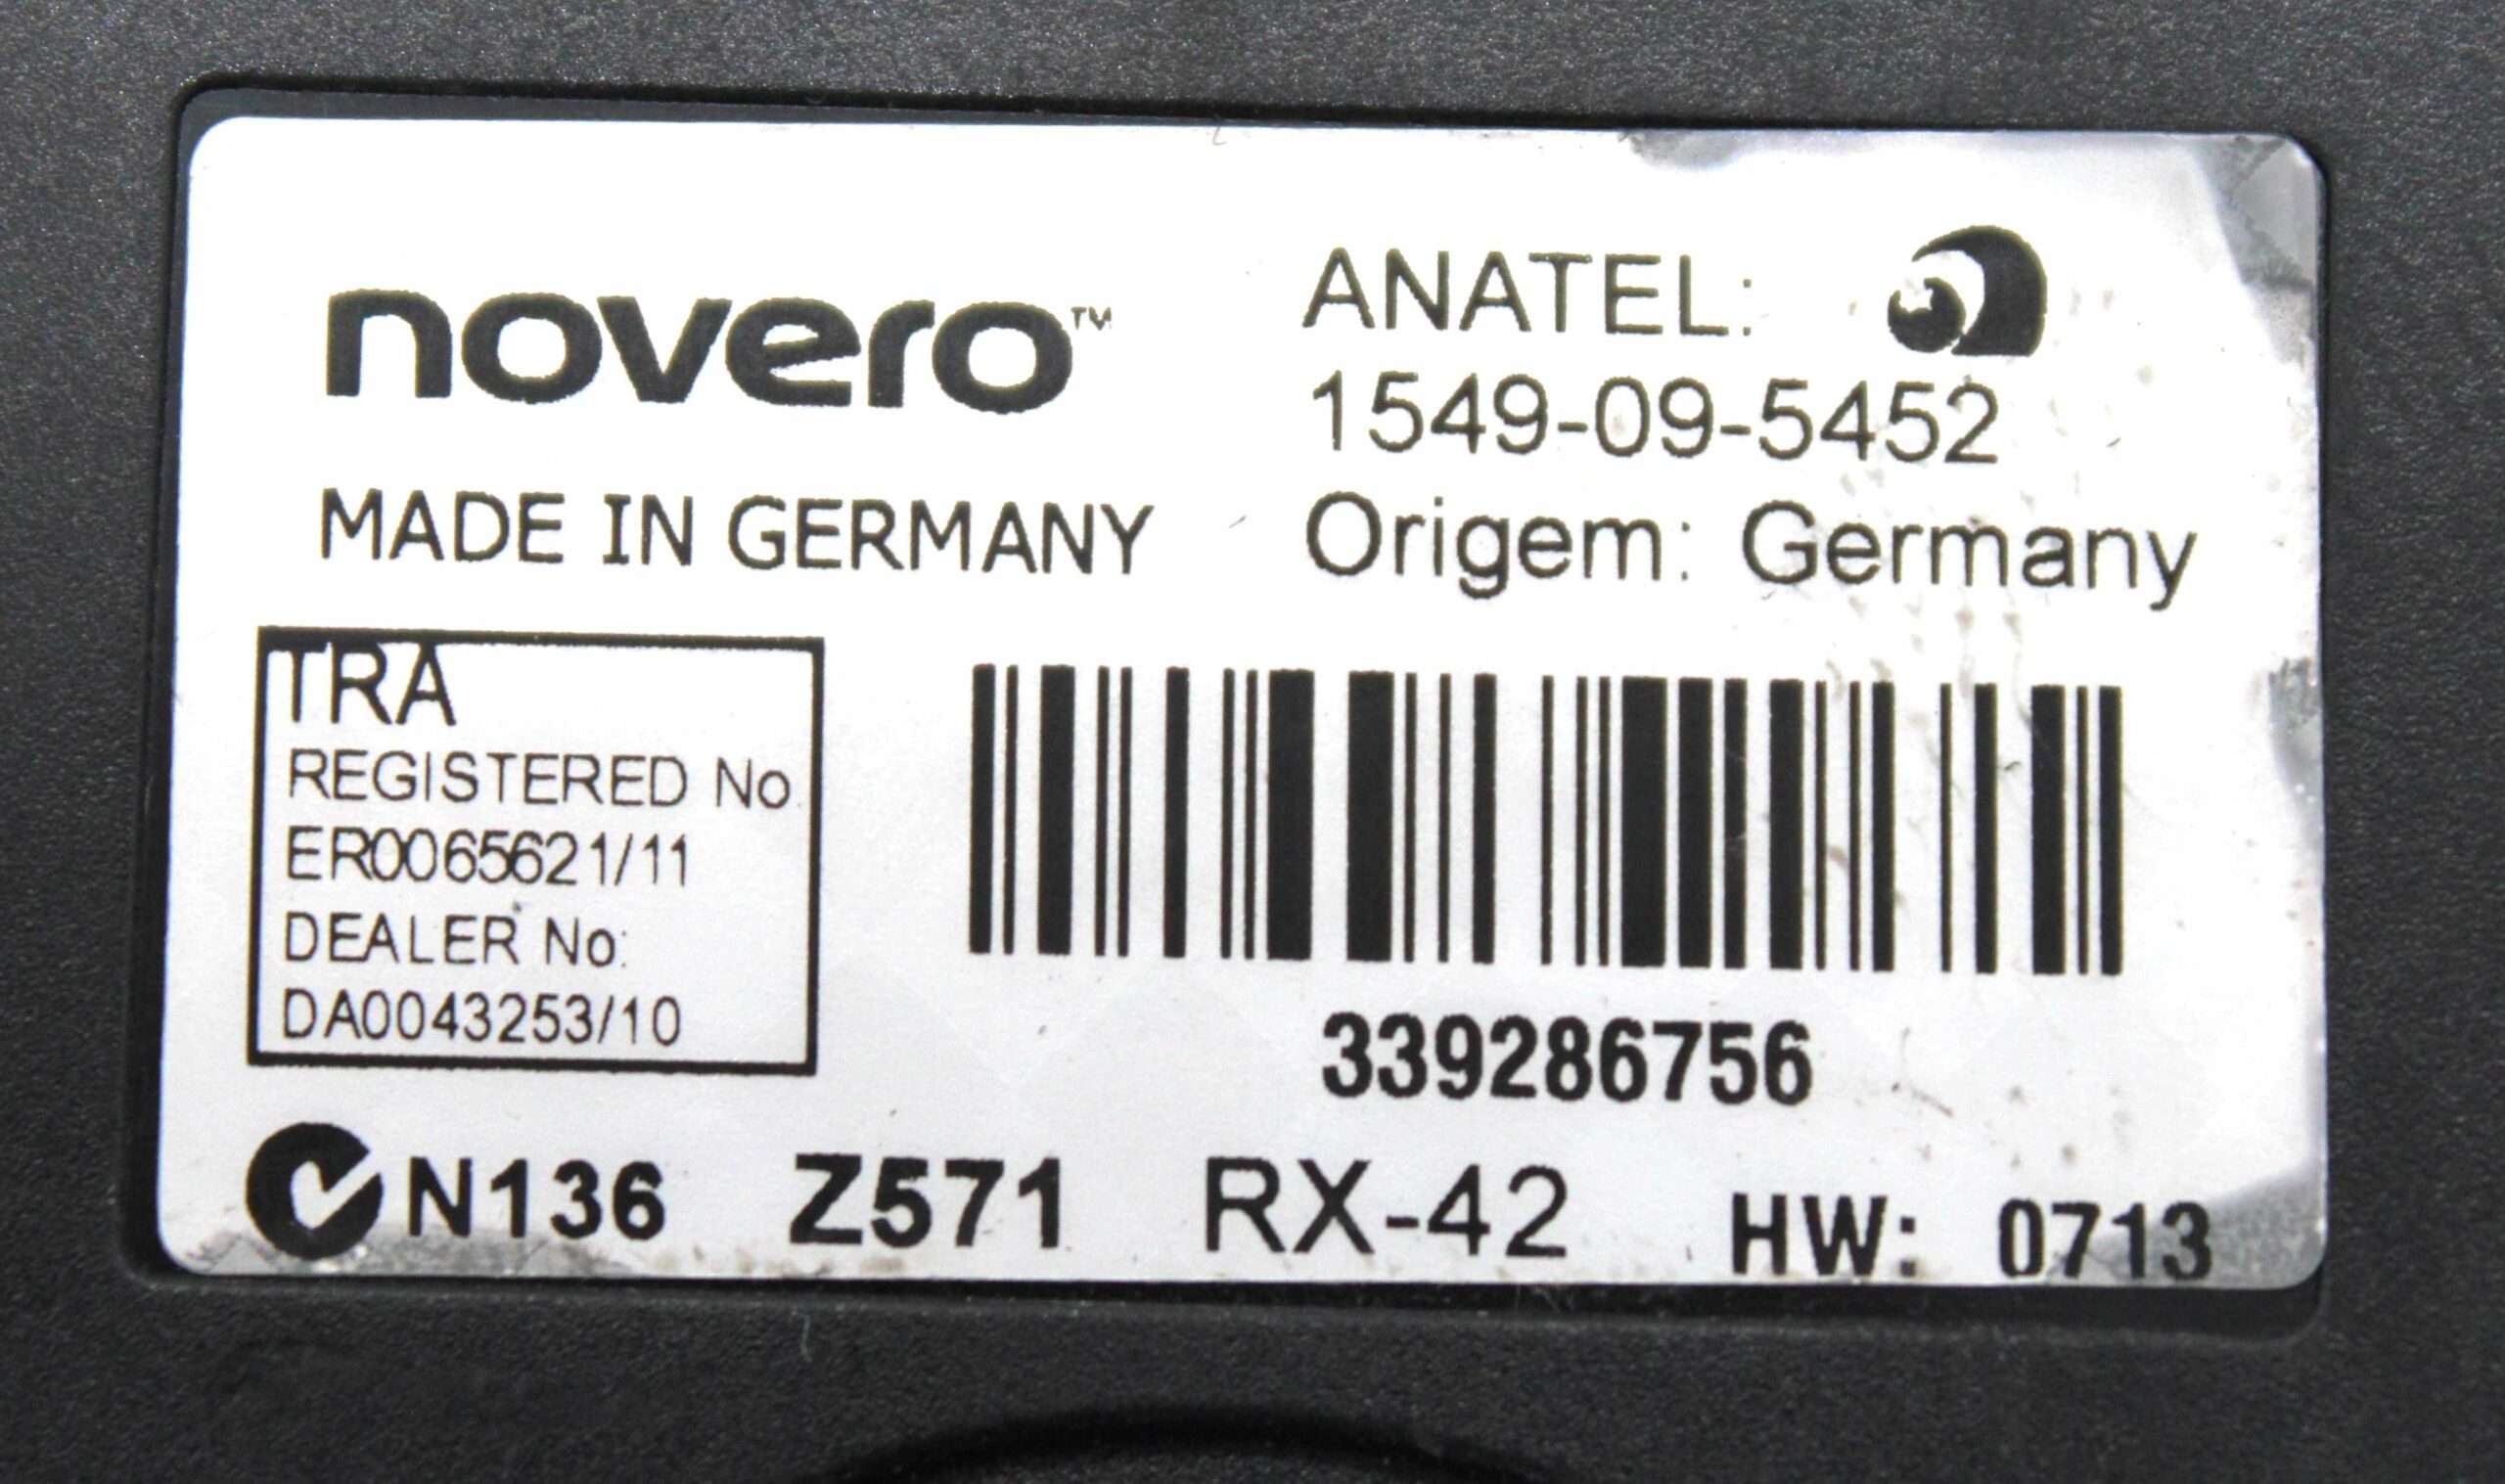 novero™
MADE IN GERMANY
ANATEL:
1549-09-5452
Origem: Germany
TRA
REGISTERED No
ER0065621/11
DEALER No:
DA0043253/10
339286756
N136 Z571 RX-42 HW: 0713